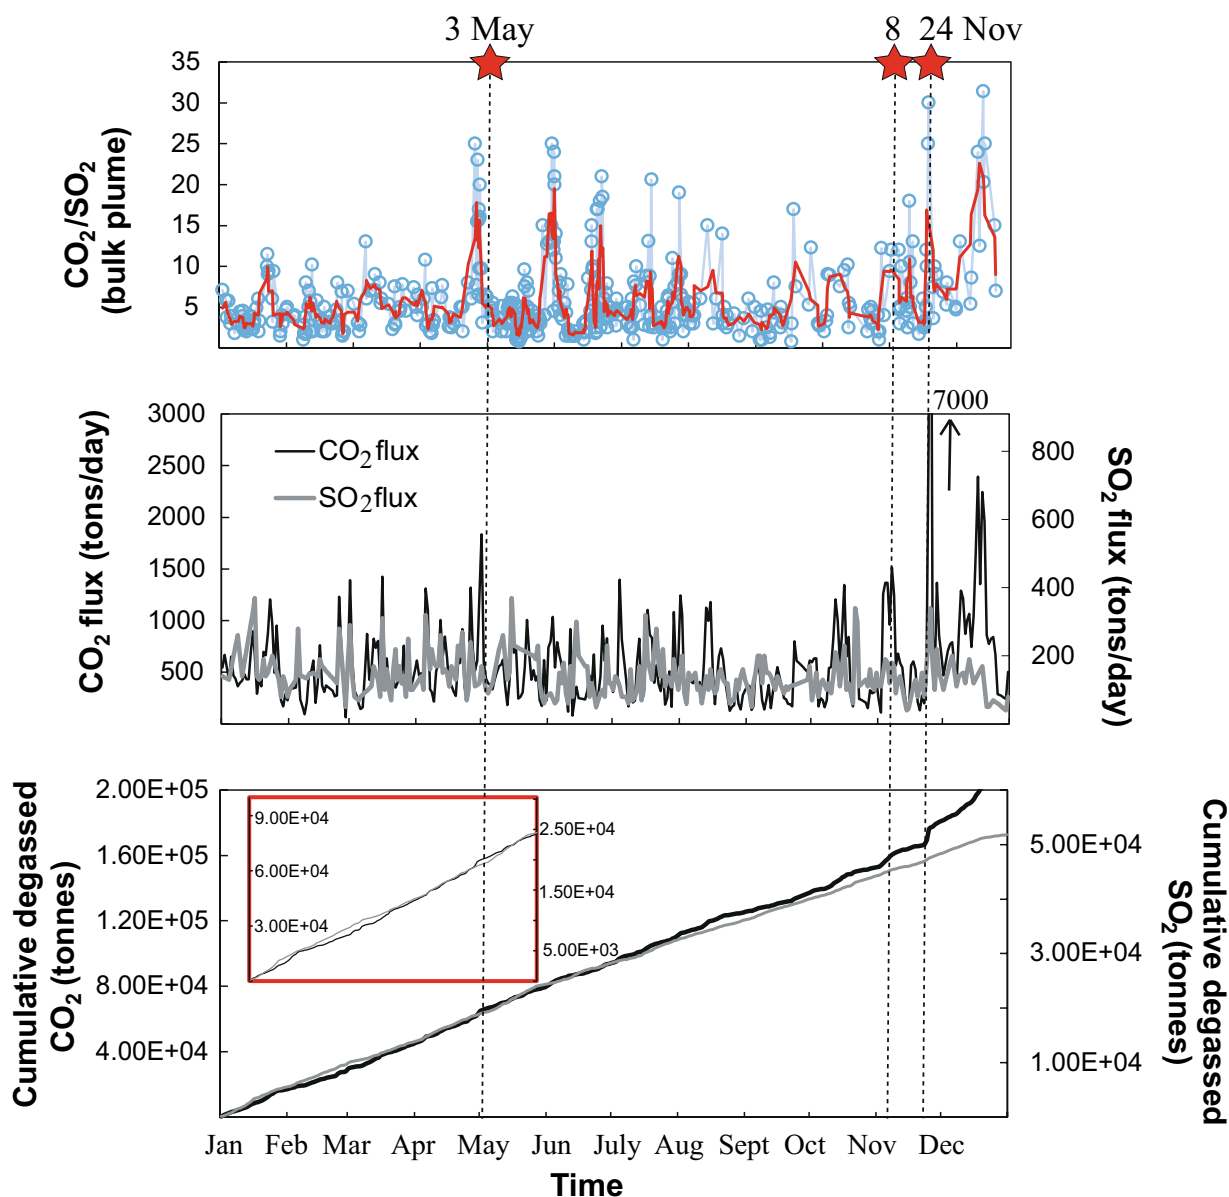 3 May
8 24 Nov
CO2/SO2
(bulk plume)
35
30
25
20
15
10
5
7000
CO2 flux (tons/day)
3000
2500
2000
1500
1000
500
CO2 flux
SO2 flux
800
600
400
200
SO2 flux (tons/day)
Cumulative degassed
CO2 (tonnes)
2.00E+05
1.60E+05
1.20E+05
8.00E+04
4.00E+04
9.00E+04
6.00E+04
3.00E+04
2.50E+04
1.50E+04
5.00E+03
5.00E+04
3.00E+04
1.00E+04
Cumulative degassed
SO2 (tonnes)
Jan Feb Mar Apr May Jun July Aug Sept Oct Nov Dec
Time